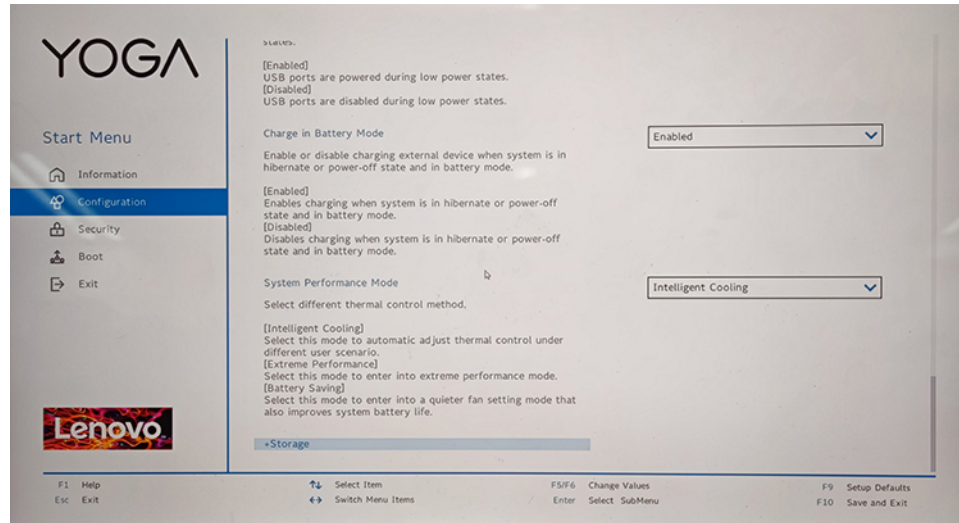 YOGA
states.
[Enabled]
USB ports are powered during low power states.
[Disabled]
USB ports are disabled during low power states.
Start Menu
Charge in Battery Mode
Enabled
Enable or disable charging external device when system is in
hibernate or power-off state and in battery mode.
Information
[Enabled]
Enables charging when system is in hibernate or power-off
state and in battery mode.
Configuration
[Disabled]
Disables charging when system is in hibernate or power-off
state and in battery mode.
Security
Boot
Exit
System Performance Mode
Intelligent Cooling
Select different thermal control method.
[Intelligent Cooling]
Select this mode to automatic adjust thermal control under
different user scenario.
[Extreme Performance]
Select this mode to enter into extreme performance mode.
[Battery Saving]
Select this mode to enter into a quieter fan setting mode that
also improves system battery life.
Lenovo
+Storage
F1 Help
↑↓ Select Item
F5/F6 Change Values
F9 Setup Defaults
Esc Exit
←→ Switch Menu Items
Enter Select SubMenu
F10 Save and Exit